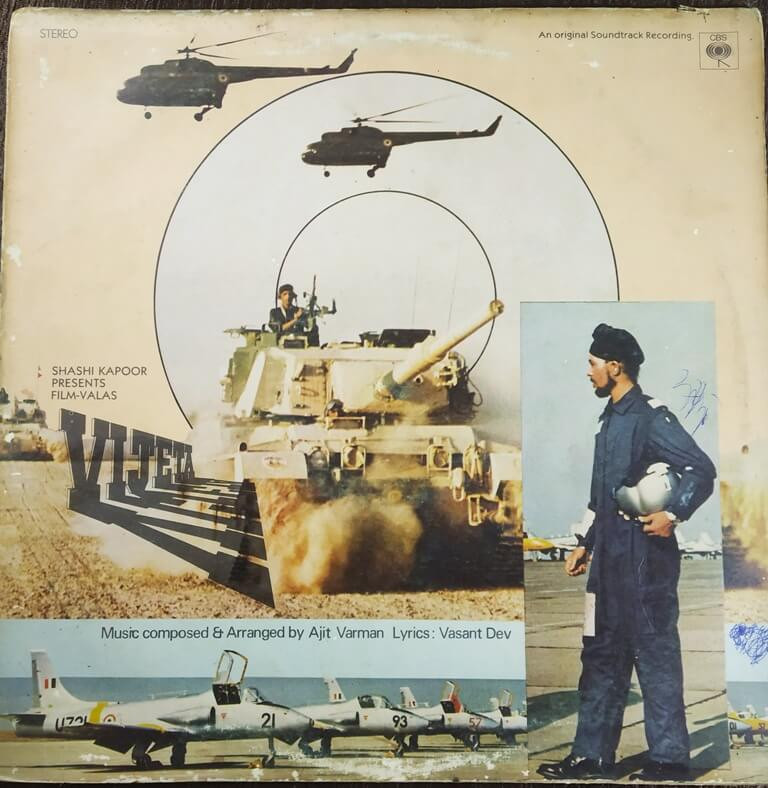 STEREO
An original Soundtrack Recording.
CBS
SHASHI KAPOOR
PRESENTS
FILM-VALAS
VIJETA
Music composed & Arranged by Ajit Varman Lyrics: Vasant Dev
21
93
57